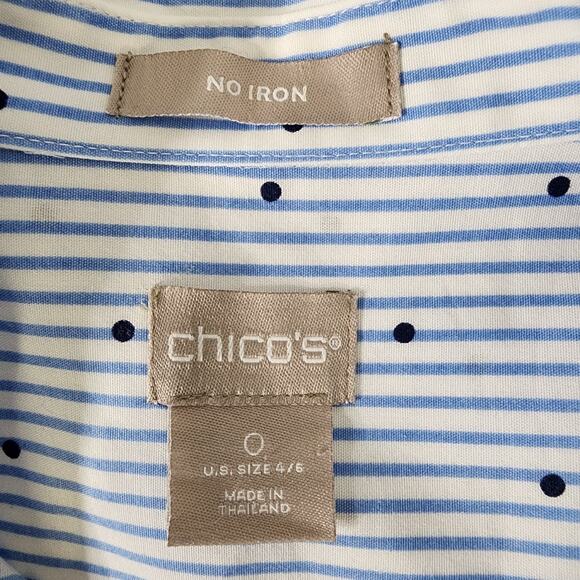 NO IRON
chico's®
0
U.S. SIZE 4/6
MADE IN
THAILAND